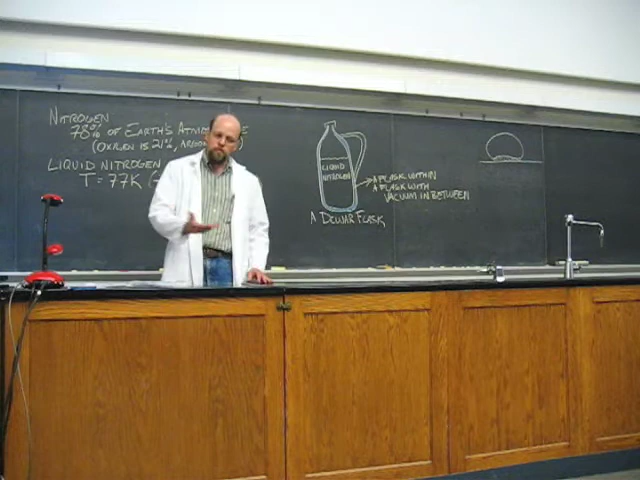 NITROGEN
78% OF EARTH'S
(OXYGEN IS 21%,
LIQUID NITROGEN
T = 77K
LIQUID
NITROGEN
A FLASK WITHIN
A FLASK WITH
VACUUM IN BETWEEN
A DEWAR FLASK